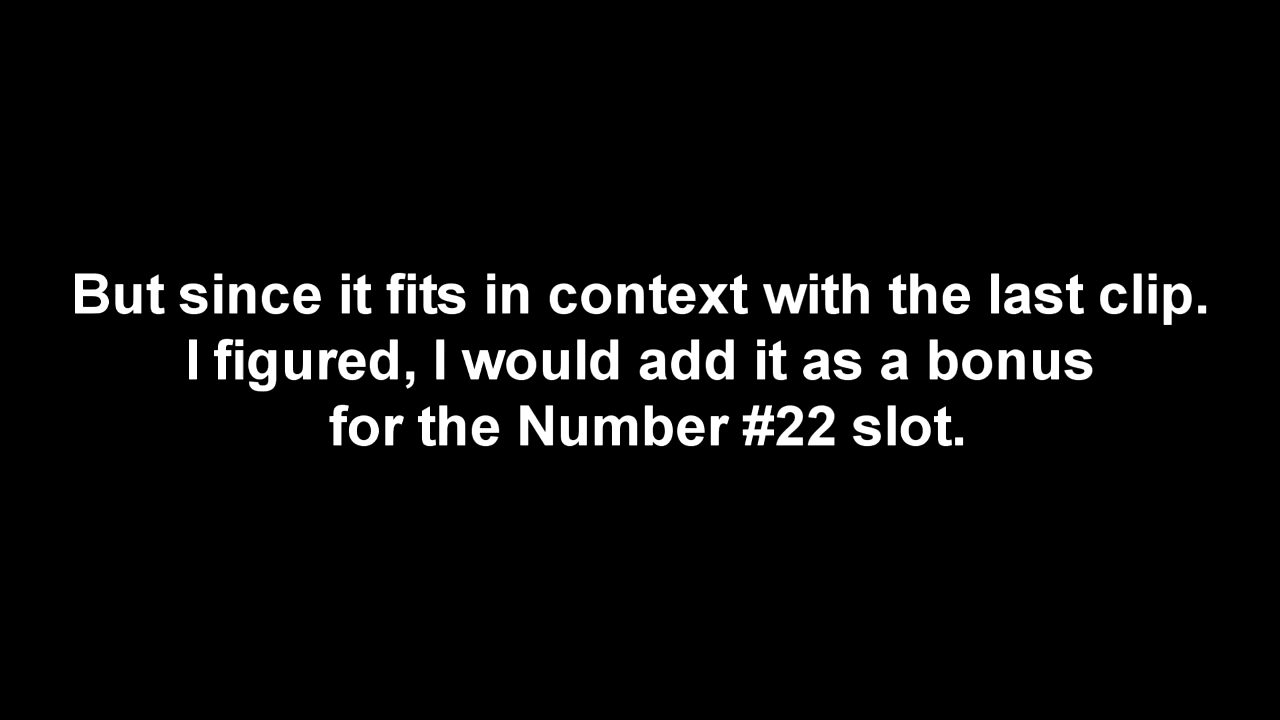 But since it fits in context with the last clip.
I figured, I would add it as a bonus
for the Number #22 slot.